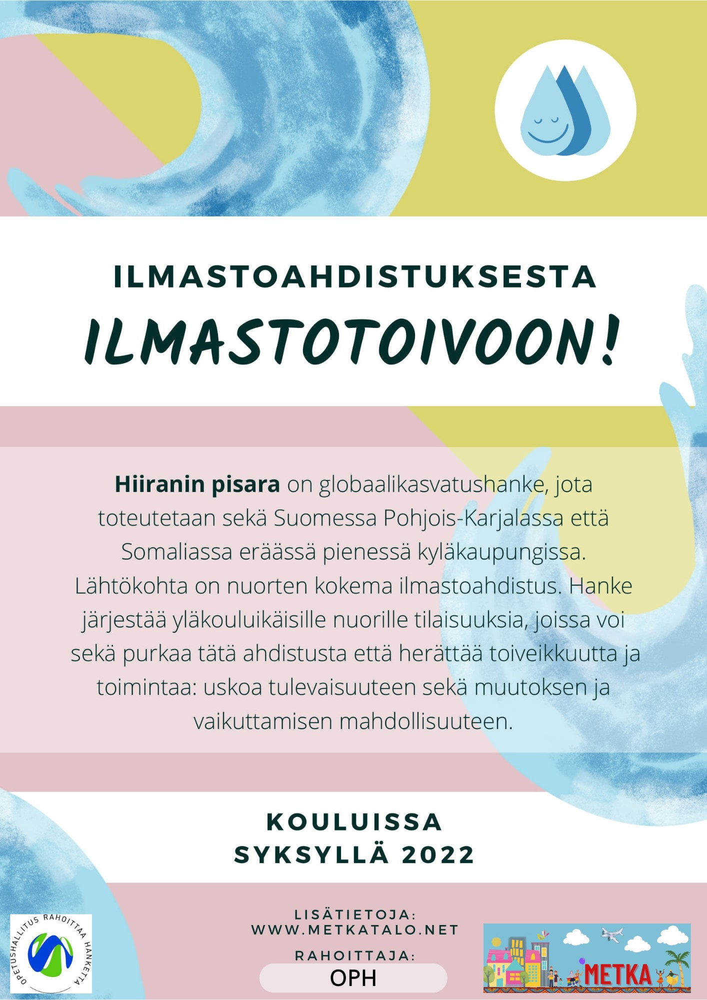 ILMASTOAHDISTUKSESTA
ILMASTOTOIVOON!
Hiiranin pisara on globaalikasvatushanke, jota
toteutetaan sekä Suomessa Pohjois-Karjalassa että
Somaliassa eräässä pienessä kyläkaupungissa.
Lähtökohta on nuorten kokema ilmastoahdistus. Hanke
järjestää yläkouluikäisille nuorille tilaisuuksia, joissa voi
sekä purkaa tätä ahdistusta että herättää toiveikkuutta ja
toimintaa: uskoa tulevaisuuteen sekä muutoksen ja
vaikuttamisen mahdollisuuteen.
KOULUISSA
SYKSYLLÄ 2022
LISÄTIETOJA:
WWW.METKATALO.NET
RAHOITTAJA:
OPH
OPETUSHALLITUS RAHOITTAA HANKETTA
METKA